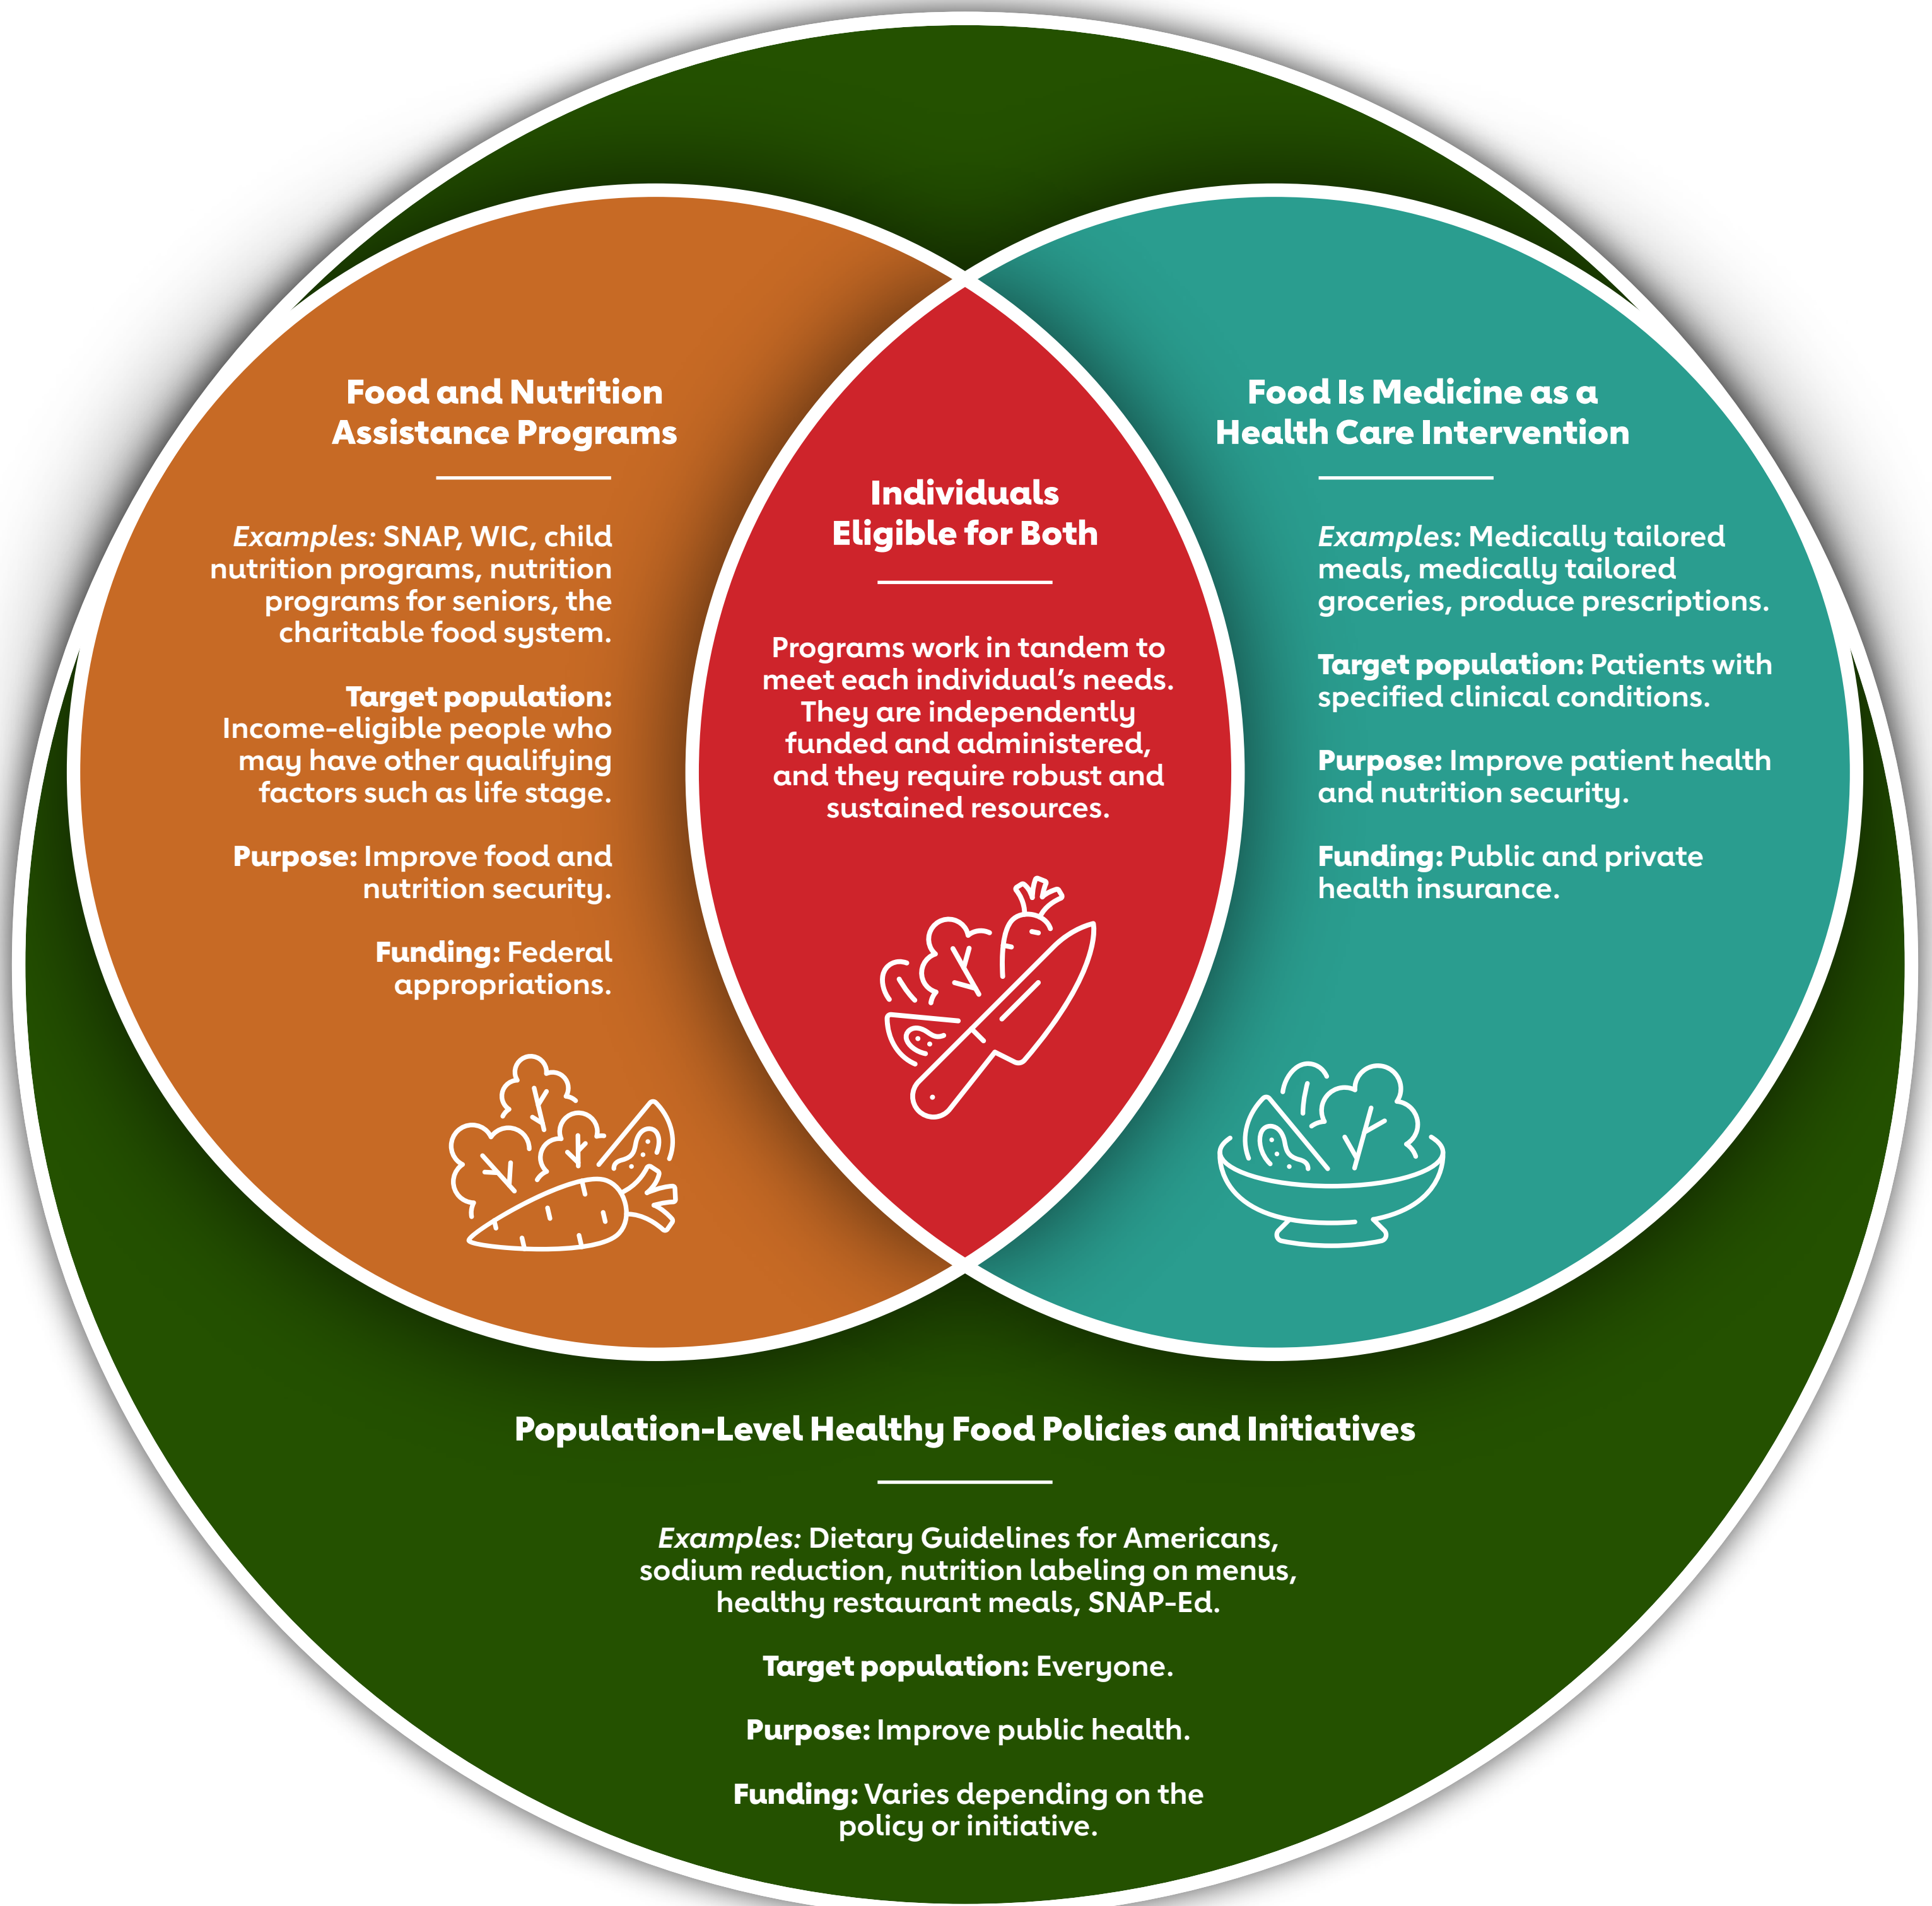 Food and Nutrition
Assistance Programs
Examples: SNAP, WIC, child
nutrition programs, nutrition
programs for seniors, the
charitable food system.
Target population:
Income-eligible people who
may have other qualifying
factors such as life stage.
Purpose: Improve food and
nutrition security.
Funding: Federal
appropriations.
Individuals
Eligible for Both
Programs work in tandem to
meet each individual's needs.
They are independently
funded and administered,
and they require robust and
sustained resources.
Food Is Medicine as a
Health Care Intervention
Examples: Medically tailored
meals, medically tailored
groceries, produce prescriptions.
Target population: Patients with
specified clinical conditions.
Purpose: Improve patient health
and nutrition security.
Funding: Public and private
health insurance.
Population-Level Healthy Food Policies and Initiatives
Examples: Dietary Guidelines for Americans,
sodium reduction, nutrition labeling on menus,
healthy restaurant meals, SNAP-Ed.
Target population: Everyone.
Purpose: Improve public health.
Funding: Varies depending on the
policy or initiative.